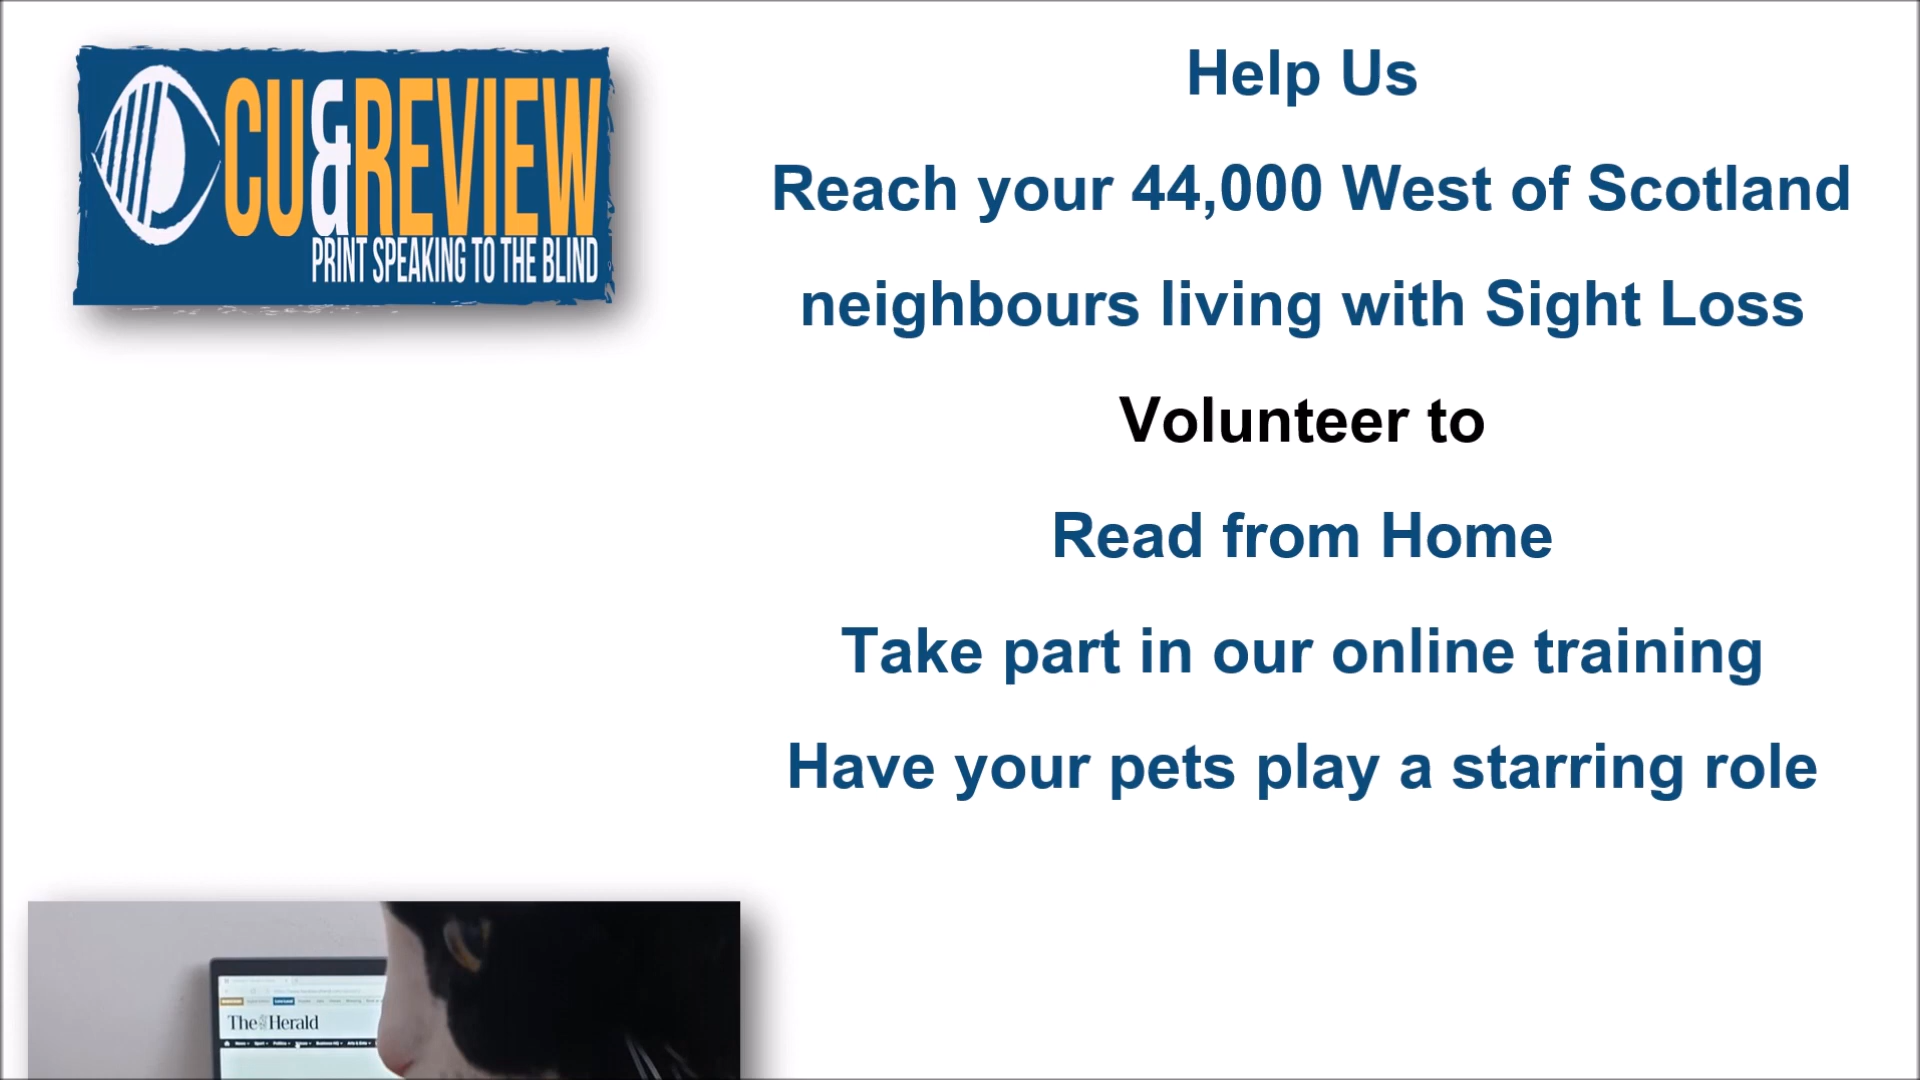 CU&REVIEW
PRINT SPEAKING TO THE BLIND
Help Us
Reach your 44,000 West of Scotland
neighbours living with Sight Loss
Volunteer to
Read from Home
Take part in our online training
Have your pets play a starring role
The Herald